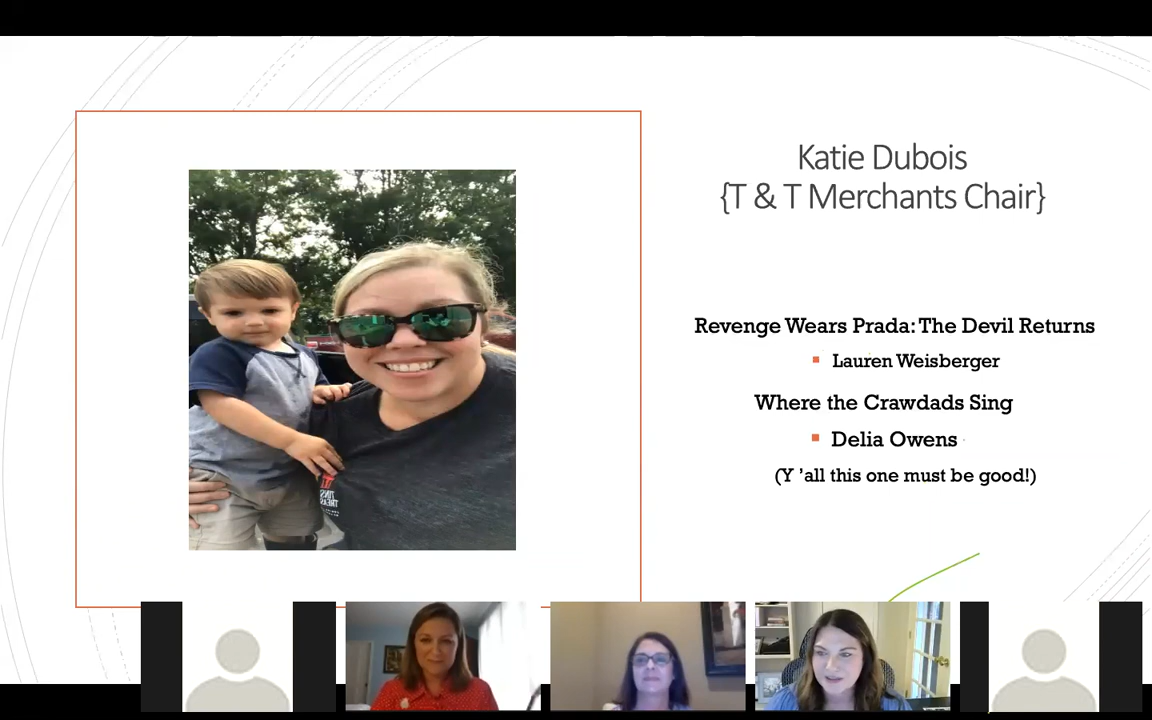 Katie Dubois
{T & T Merchants Chair}
Revenge Wears Prada: The Devil Returns
Lauren Weisberger
Where the Crawdads Sing
Delia Owens
(Y 'all this one must be good!)